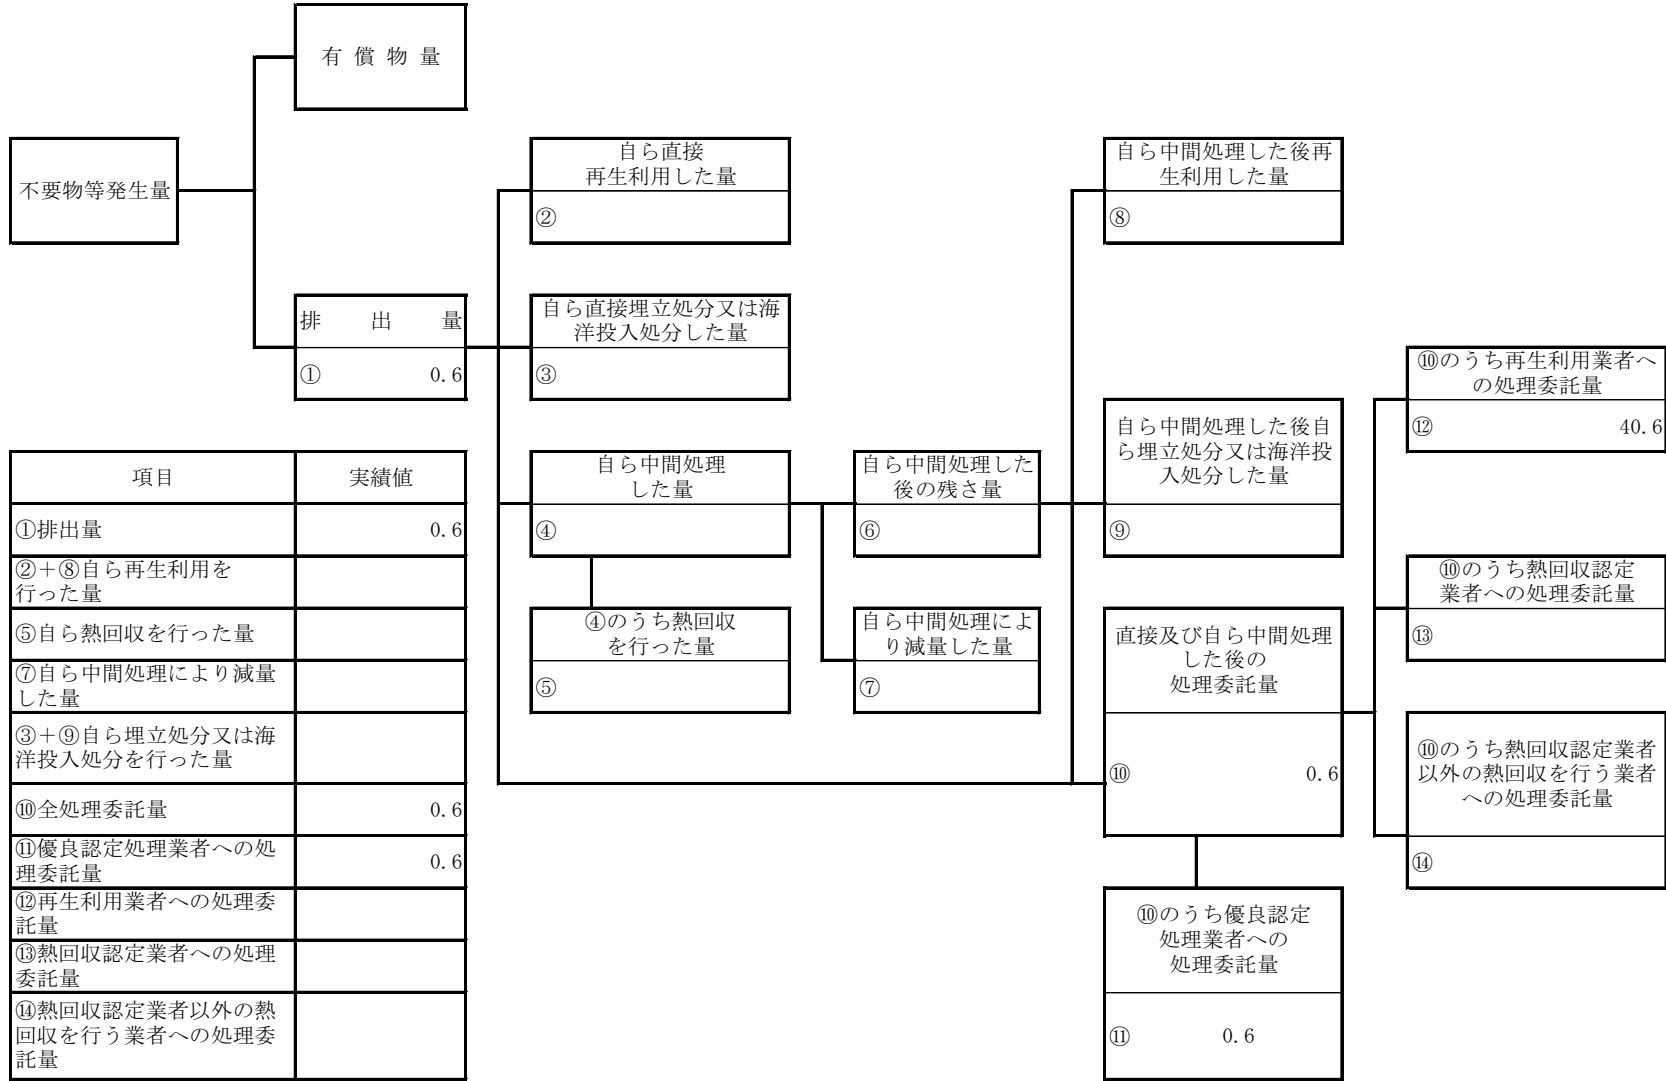 有 償 物 量
不要物等発生量
排 出 量
① 0.6
自ら直接
再生利用した量
②
自ら直接埋立処分又は海
洋投入処分した量
③
自ら中間処理
した量
④
④のうち熱回収
を行った量
⑤
自ら中間処理した
後の残さ量
⑥
自ら中間処理によ
り減量した量
⑦
自ら中間処理した後再
生利用した量
⑧
自ら中間処理した後自
ら埋立処分又は海洋投
入処分した量
⑨
直接及び自ら中間処理
した後の
処理委託量
⑩ 0.6
⑩のうち優良認定
処理業者への
処理委託量
⑪ 0.6
⑩のうち再生利用業者へ
の処理委託量
⑫ 40.6
⑩のうち熱回収認定
業者への処理委託量
⑬
⑩のうち熱回収認定業者
以外の熱回収を行う業者
への処理委託量
⑭
項目 実績値
①排出量 0.6
②+⑧自ら再生利用を
行った量
⑤自ら熱回収を行った量
⑦自ら中間処理により減量
した量
③+⑨自ら埋立処分又は海
洋投入処分を行った量
⑩全処理委託量 0.6
⑪優良認定処理業者への処
理委託量 0.6
⑫再生利用業者への処理委
託量
⑬熱回収認定業者への処理
委託量
⑭熱回収認定業者以外の熱
回収を行う業者への処理委
託量